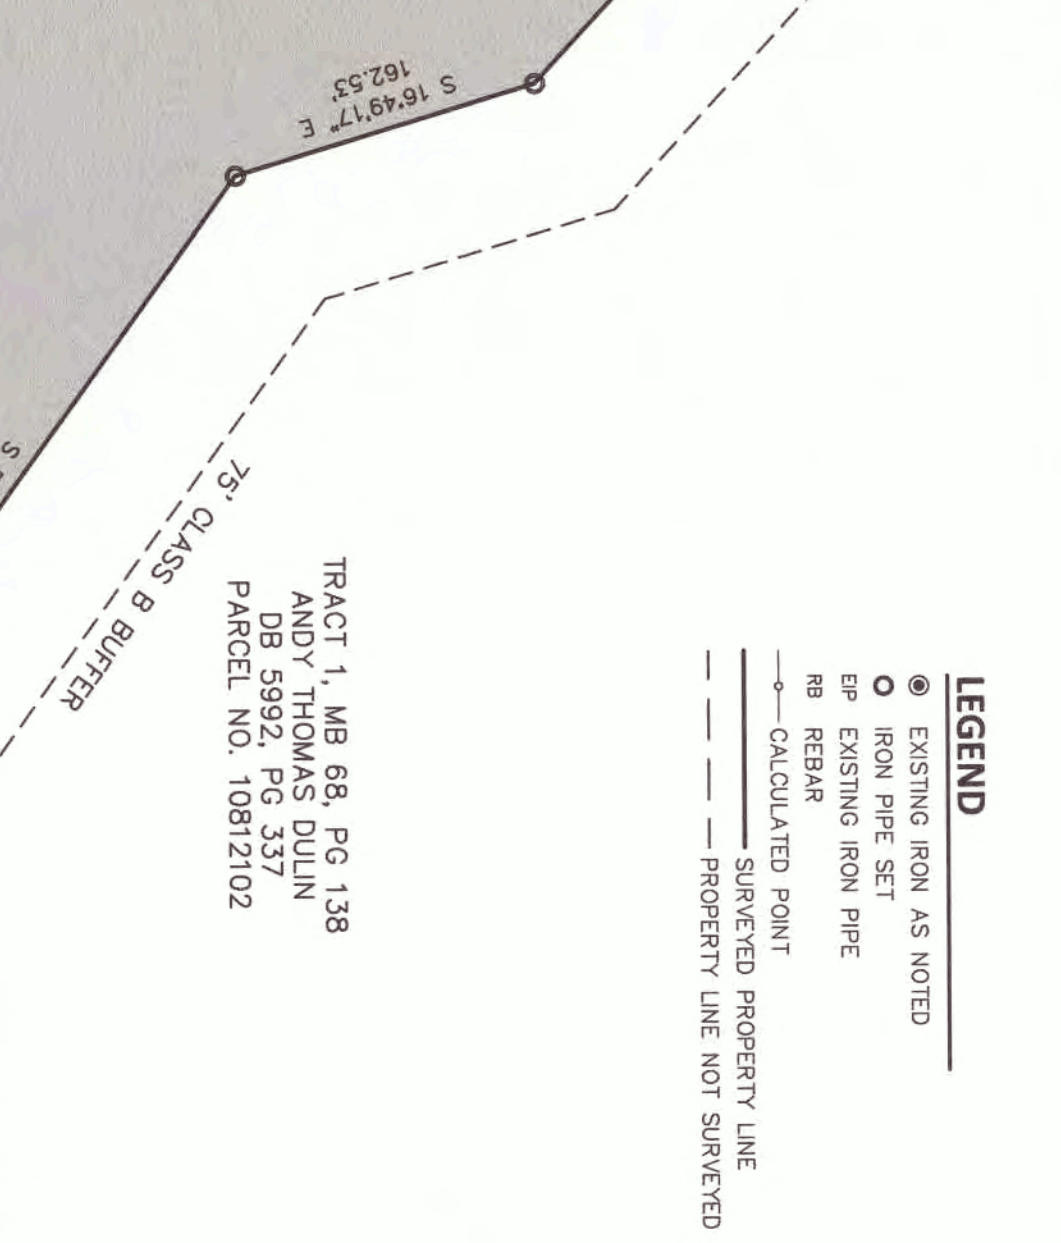 LEGEND
EXISTING IRON AS NOTED
IRON PIPE SET
EIP EXISTING IRON PIPE
RB REBAR
CALCULATED POINT
SURVEYED PROPERTY LINE
PROPERTY LINE NOT SURVEYED
TRACT 1, MB 68, PG 138
ANDY THOMAS DULIN
DB 5992, PG 337
PARCEL NO. 10812102
75' CLASS B BUFFER
S 16°49'17" E
162.53'
S